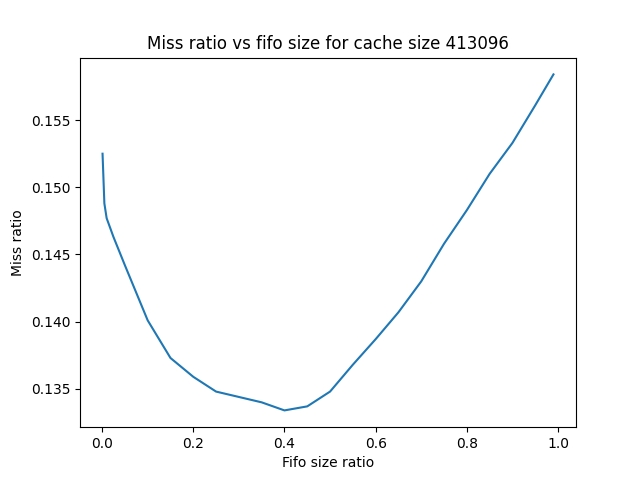 Miss ratio vs fifo size for cache size 413096
0.155
0.150
0.145
0.140
0.135
Miss ratio
0.0 0.2 0.4 0.6 0.8 1.0
Fifo size ratio